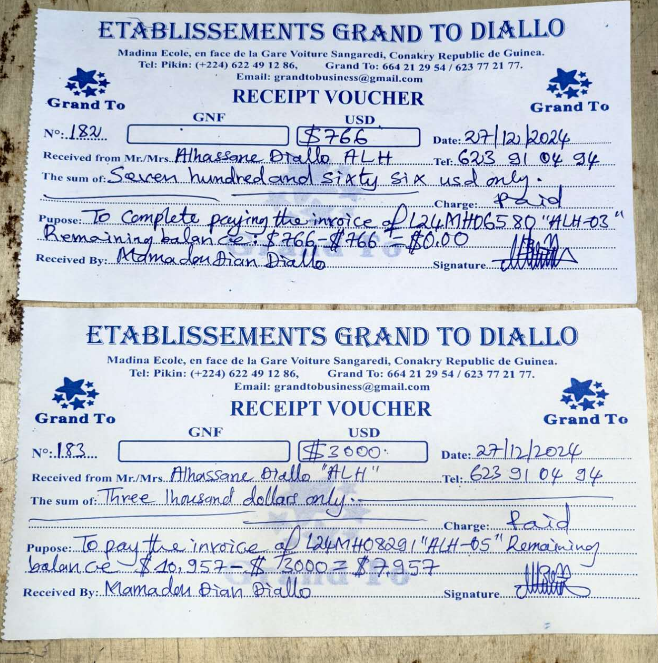 ETABLISSEMENTS GRAND TO DIALLO
Madina Ecole, en face de la Gare Voiture Sangaredi, Conakry Republic de Guinea.
Tel: Pikin: (+224) 622 49 12 86, Grand To: 664 21 29 54 / 623 77 21 77.
Email: grandtobusiness@gmail.com
Grand To RECEIPT VOUCHER Grand To
GNF USD
No: 182 $766 Date: 27/12/2024
Received from Mr./Mrs. Alhassane Diallo ALH Tel: 623 91 04 94
The sum of: Seven hundred and sixty six usd only.
Charge: Paid
Pupose: To Complete paying the invoice of L24MH06580 "ALH-03"
Remaining balance: $766-$766 = $0.00
Received By: Mamadou Dian Diallo Signature
Grand To
ETABLISSEMENTS GRAND TO DIALLO
Madina Ecole, en face de la Gare Voiture Sangaredi, Conakry Republic de Guinea.
Tel: Pikin: (+224) 622 49 12 86, Grand To: 664 21 29 54 / 623 77 21 77.
Email: grandtobusiness@gmail.com
Grand To RECEIPT VOUCHER Grand To
GNF USD
No: 183 $3000. Date: 27/12/2024
Received from Mr./Mrs. Alhassane Diallo "ALH" Tel: 623 91 04 94
The sum of: Three Thousand dollars only.
Charge: Paid
Pupose: To pay the invoice of L24MH08291 "ALH-05" Remaining
balance $10,957-$ 3000 = $7,957
Received By: Mamadou Dian Diallo Signature
Grand To